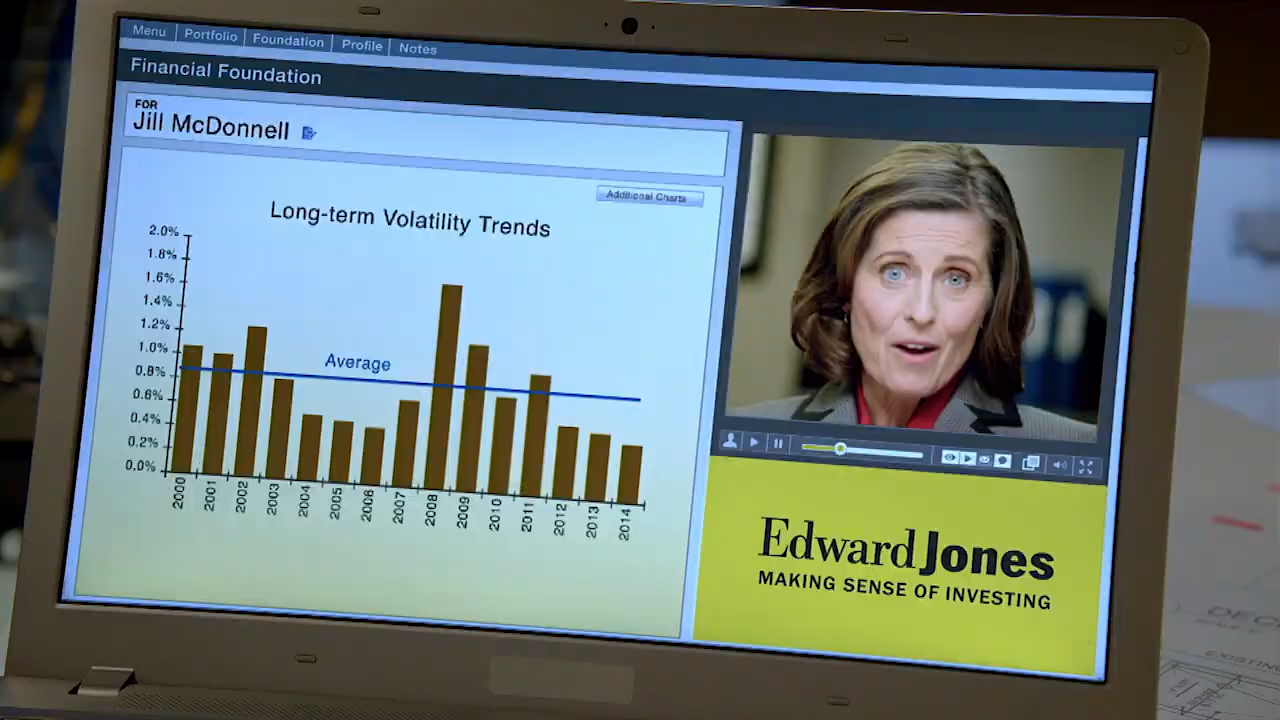 Menu
Portfolio
Foundation
Profile
Notes
Financial Foundation
FOR
Jill McDonnell
Additional Charts
Long-term Volatility Trends
2.0%
1.8%
1.6%
1.4%
1.2%
1.0%
0.8%
0.6%
0.4%
0.2%
0.0%
Average
2000
2001
2002
2003
2004
2005
2006
2007
2008
2009
2010
2011
2012
2013
2014
Edward Jones
MAKING SENSE OF INVESTING